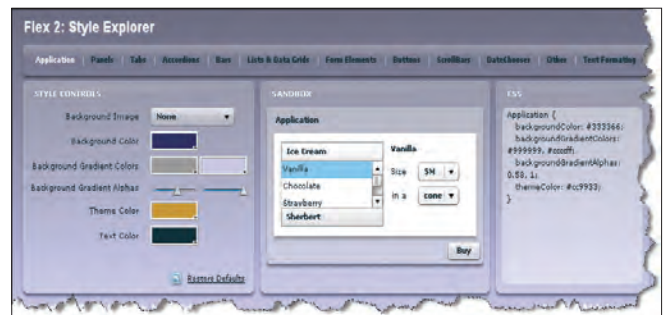 Flex 2: Style Explorer
Application | Panels | Tabs | Accordions | Bars | Lists & Data Grids | Form Elements | Buttons | ScrollBars | DateChooser | Other | Text Formatting
STYLE CONTROLS
Background Image None
Background Color
Background Gradient Colors
Background Gradient Alphas
Theme Color
Text Color
Restore Defaults
SANDBOX
Application
Ice Cream
Vanilla
Chocolate
Strawberry
Sherbert
Vanilla
Size SM
in a cone
Buy
CSS
Application {
backgroundColor: #333366;
backgroundGradientColors:
#999999, #ccccff;
backgroundGradientAlphas:
0.58, 1;
themeColor: #cc9933;
}